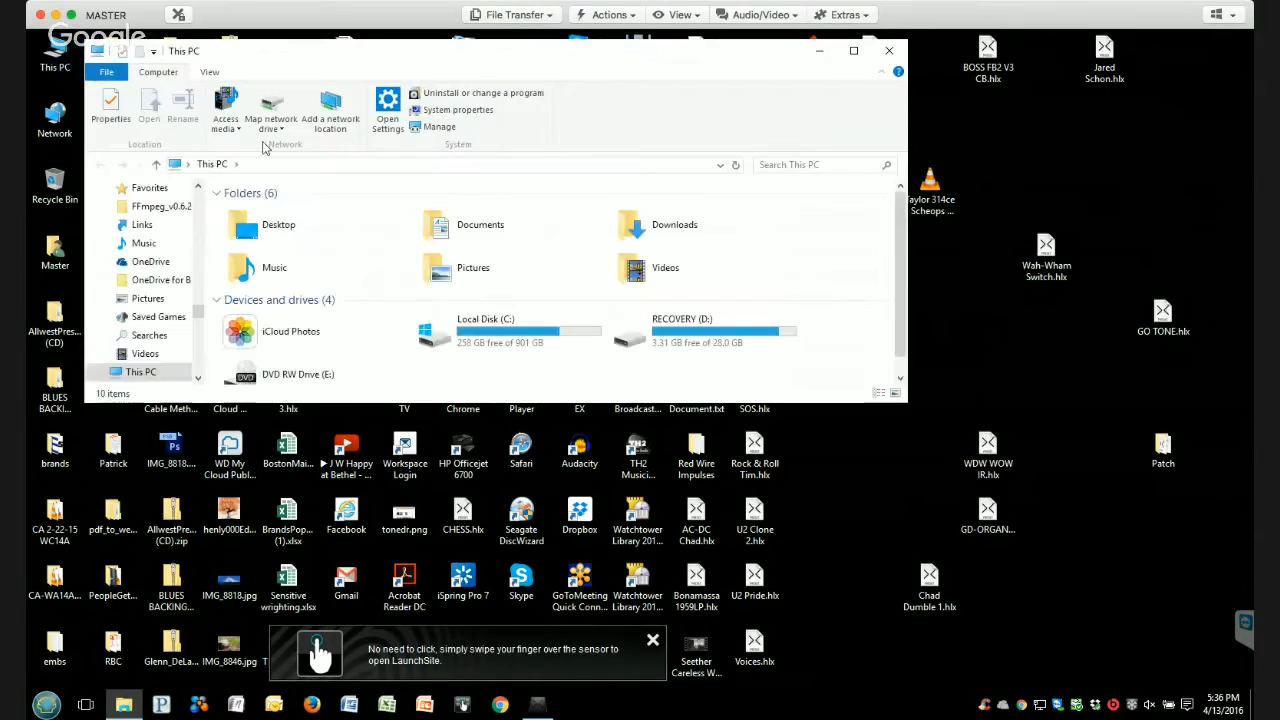 MASTER
File Transfer
Actions
View
Audio/Video
Extras
Google
This PC
File
Computer
View
Properties
Open
Rename
Access media
Map network drive
Add a network location
Open Settings
Uninstall or change a program
System properties
Manage
Location
Network
System
This PC
Search This PC
Favorites
FFmpeg_v0.6.2
Links
Music
OneDrive
OneDrive for B
Pictures
Saved Games
Searches
Videos
This PC
Folders (6)
Desktop
Documents
Downloads
Music
Pictures
Videos
Devices and drives (4)
iCloud Photos
Local Disk (C:)
258 GB free of 901 GB
RECOVERY (D:)
3.31 GB free of 28.0 GB
DVD RW Drive (E:)
10 items
This PC
Network
Recycle Bin
Master
AllwestPres...
(CD)
BLUES
BACKI...
BOSS FB2 V3
CB.hlx
Jared
Schon.hlx
Taylor 314ce
Scheops ...
Wah-Wham
Switch.hlx
GO TONE.hlx
Cable Meth...
Cloud ...
3.hlx
TV
Chrome
Player
EX
Broadcast...
Document.txt
SOS.hlx
brands
Patrick
IMG_8818....
WD My
Cloud Publ...
BostonMai...
► J W Happy
at Bethel - ...
Workspace
Login
HP Officejet
6700
Safari
Audacity
TH2
Musici...
Red Wire
Impulses
Rock & Roll
Tim.hlx
WDW WOW
IR.hlx
Patch
CA 2-22-15
WC14A
pdf_to_we...
AllwestPres...
(CD).zip
henly000Ed...
BrandsPop...
(1).xlsx
Facebook
tonedr.png
CHESS.hlx
Seagate
DiscWizard
Dropbox
Watchtower
Library 201...
AC-DC
Chad.hlx
U2 Clone
2.hlx
GD-ORGAN...
CA-WA14A...
PeopleGet...
BLUES
BACKING...
IMG_8818.jpg
Sensitive
wrighting.xlsx
Gmail
Acrobat
Reader DC
iSpring Pro 7
Skype
GoToMeeting
Quick Conn...
Watchtower
Library 201...
Bonamassa
1959LP.hlx
U2 Pride.hlx
Chad
Dumble 1.hlx
embs
RBC
Glenn_DeLa...
IMG_8846.jpg
No need to click, simply swipe your finger over the sensor to
open LaunchSite.
Seether
Careless W...
Voices.hlx
5:36 PM
4/13/2016